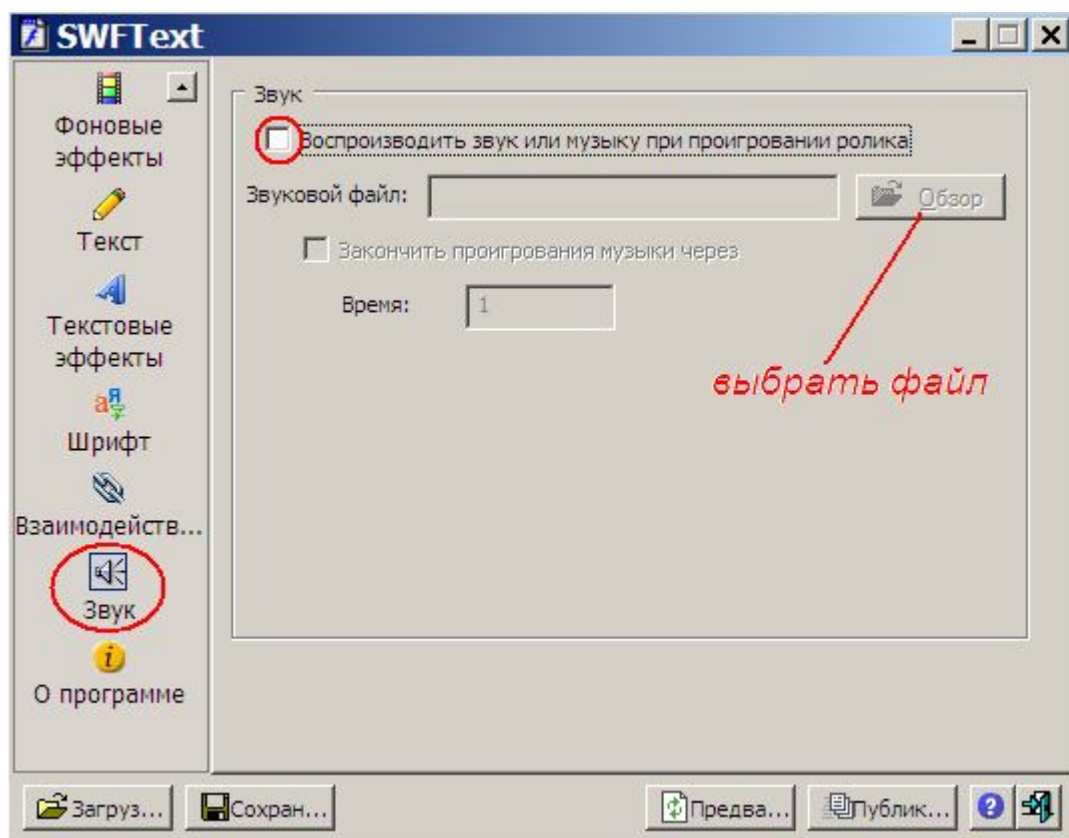 SWFText
Фоновые
эффекты
Текст
Текстовые
эффекты
Шрифт
Взаимодейств...
Звук
О программе
Звук
Воспроизводить звук или музыку при проигровании ролика
Звуковой файл:
Обзор
Закончить проигрования музыки через
Время:
1
выбрать файл
Загруз...
Сохран...
Предва...
Публик...